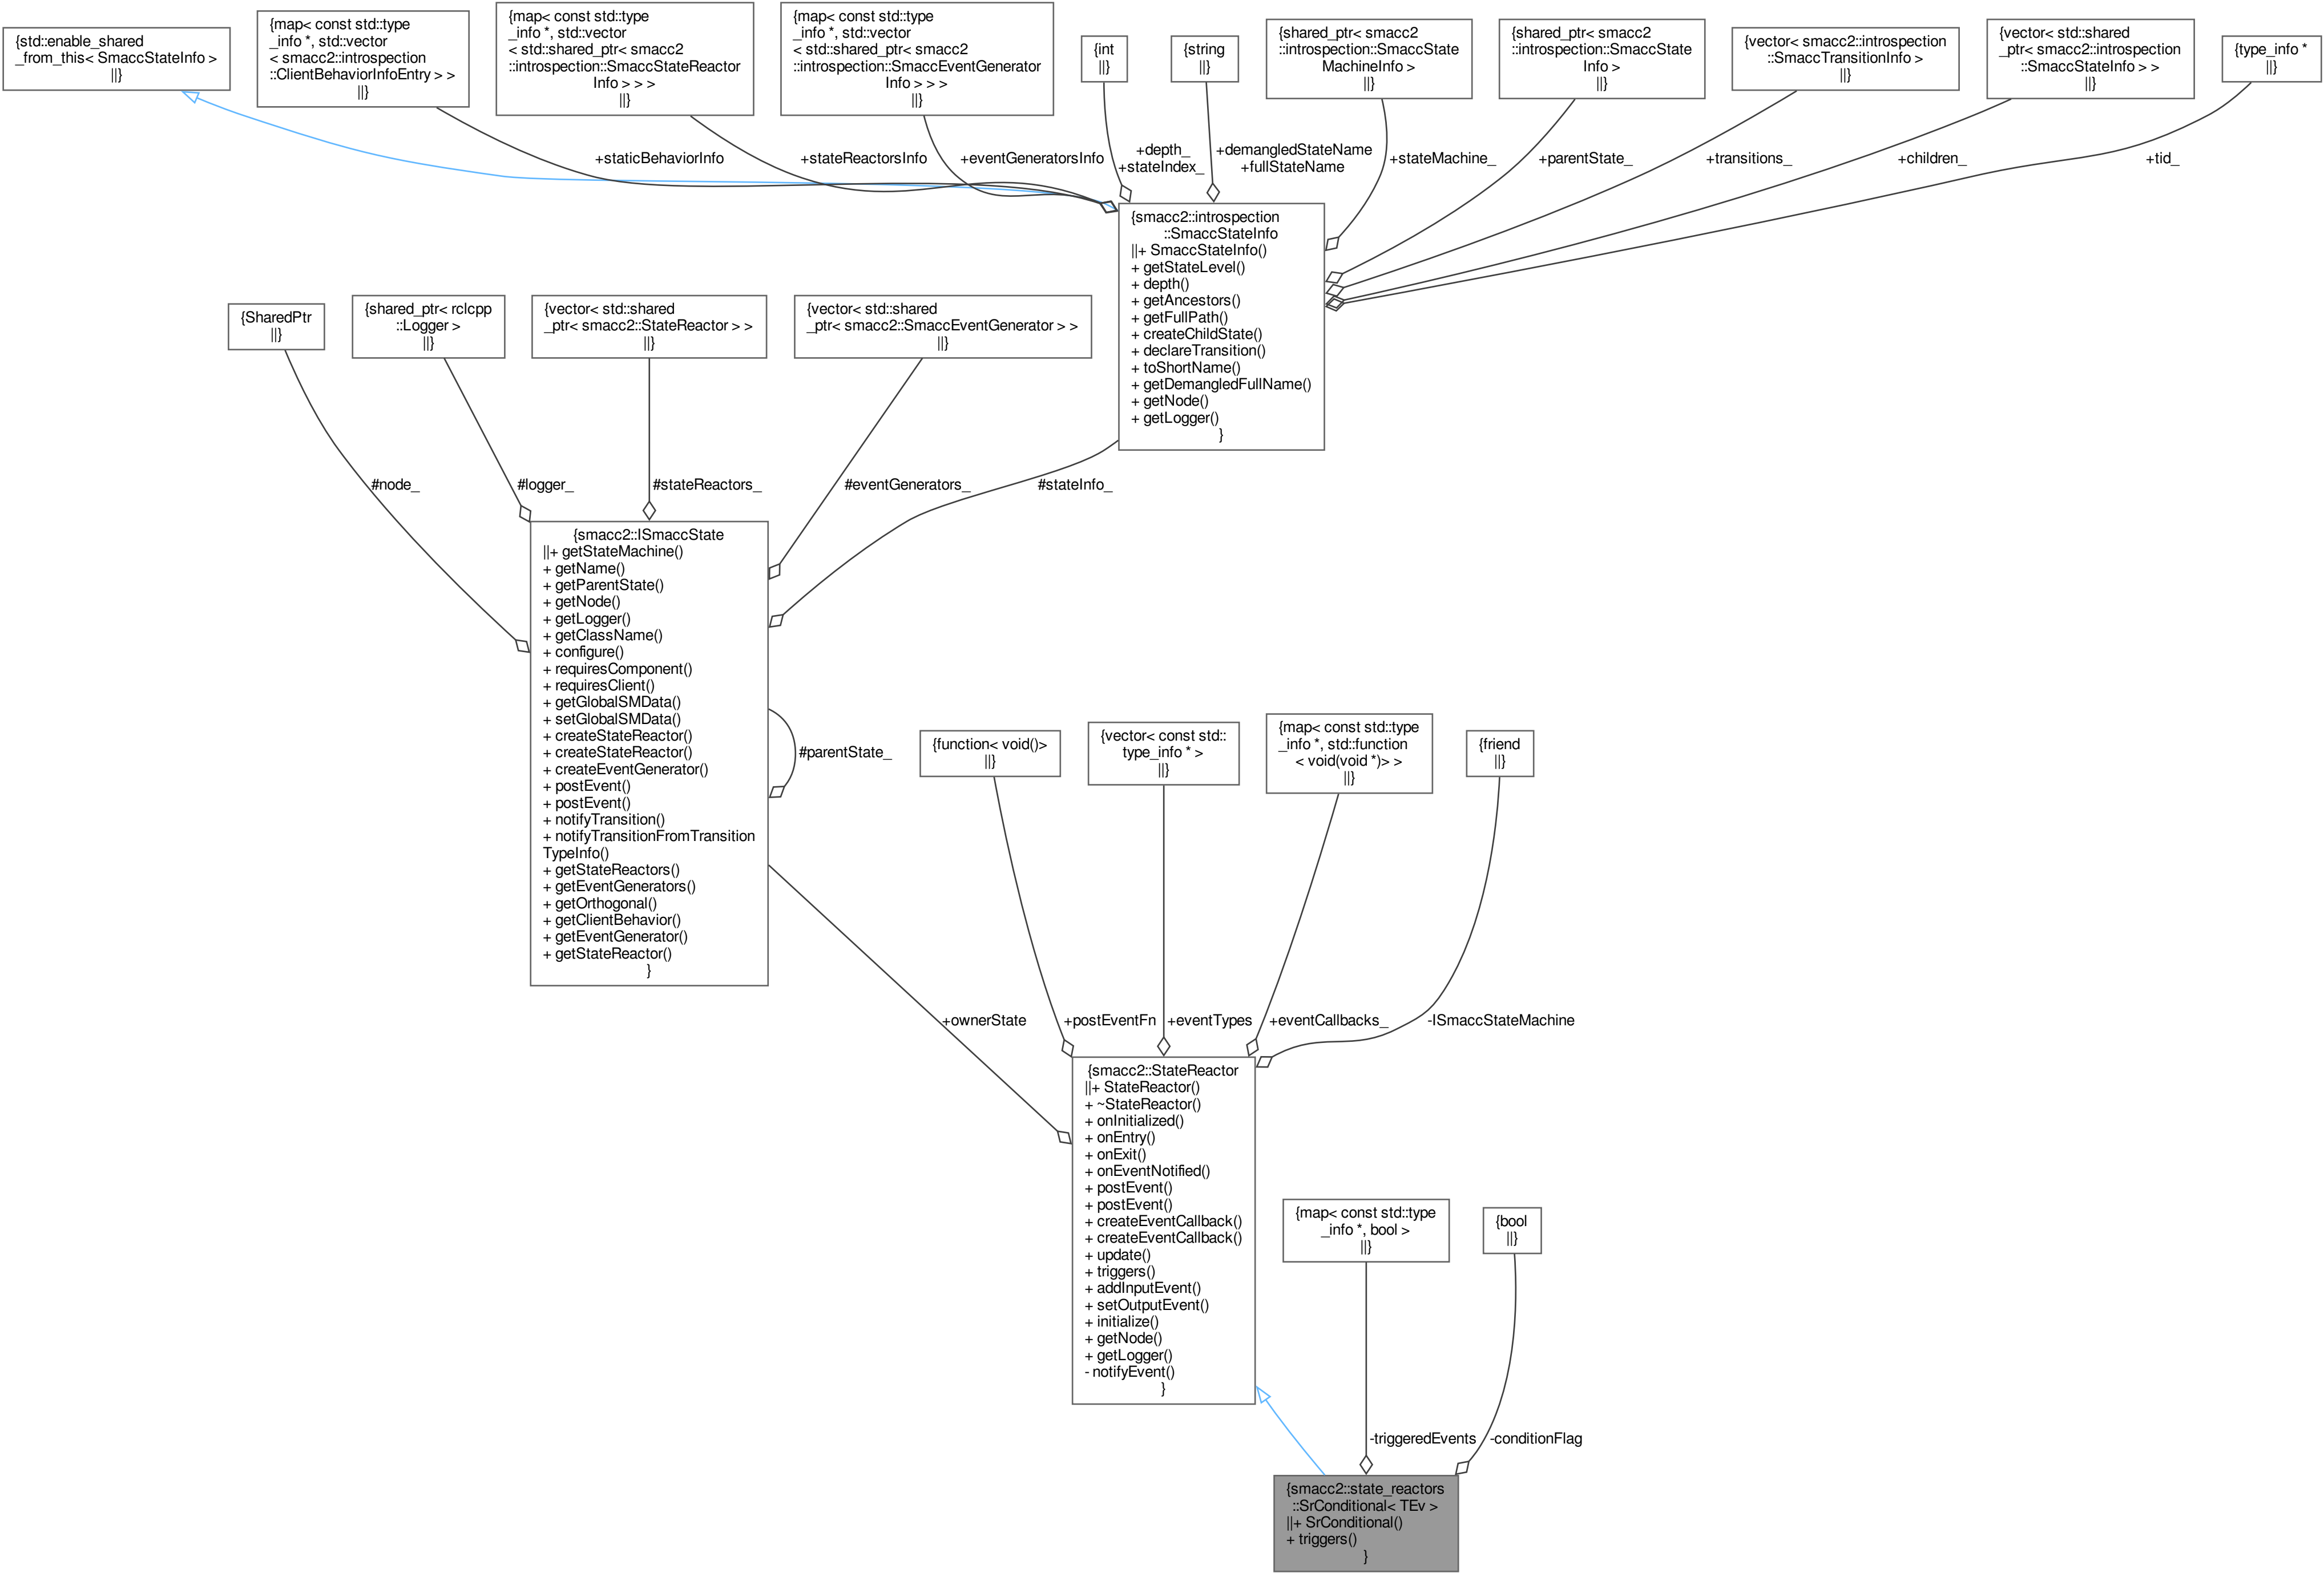 {std::enable_shared
_from_this< SmaccStateInfo >
||}
{map< const std::type
_info *, std::vector
< smacc2::introspection
::ClientBehaviorInfoEntry > >
||}
{map< const std::type
_info *, std::vector
< std::shared_ptr< smacc2
::introspection::SmaccStateReactor
Info > > >
||}
{map< const std::type
_info *, std::vector
< std::shared_ptr< smacc2
::introspection::SmaccEventGenerator
Info > > >
||}
{int
||}
{string
||}
{shared_ptr< smacc2
::introspection::SmaccState
MachineInfo >
||}
{shared_ptr< smacc2
::introspection::SmaccState
Info >
||}
{vector< smacc2::introspection
::SmaccTransitionInfo >
||}
{vector< std::shared
_ptr< smacc2::introspection
::SmaccStateInfo > >
||}
{type_info *
||}
+staticBehaviorInfo
+stateReactorsInfo
+eventGeneratorsInfo
+depth_
+stateIndex_
+demangledStateName
+fullStateName
+stateMachine_
+parentState_
+transitions_
+children_
+tid_
{smacc2::introspection
::SmaccStateInfo
||+ SmaccStateInfo()
+ getStateLevel()
+ depth()
+ getAncestors()
+ getFullPath()
+ createChildState()
+ declareTransition()
+ toShortName()
+ getDemangledFullName()
+ getNode()
+ getLogger()
}
{SharedPtr
||}
{shared_ptr< rclcpp
::Logger >
||}
{vector< std::shared
_ptr< smacc2::StateReactor > >
||}
{vector< std::shared
_ptr< smacc2::SmaccEventGenerator > >
||}
#node_
#logger_
#stateReactors_
#eventGenerators_
#stateInfo_
{smacc2::ISmaccState
||+ getStateMachine()
+ getName()
+ getParentState()
+ getNode()
+ getLogger()
+ getClassName()
+ configure()
+ requiresComponent()
+ requiresClient()
+ getGlobalSMData()
+ setGlobalSMData()
+ createStateReactor()
+ createStateReactor()
+ createEventGenerator()
+ postEvent()
+ postEvent()
+ notifyTransition()
+ notifyTransitionFromTransition
TypeInfo()
+ getStateReactors()
+ getEventGenerators()
+ getOrthogonal()
+ getClientBehavior()
+ getEventGenerator()
+ getStateReactor()
}
#parentState_
{function< void()>
||}
{vector< const std::
type_info * >
||}
{map< const std::type
_info *, std::function
< void(void *)> >
||}
{friend
||}
+ownerState
+postEventFn
+eventTypes
+eventCallbacks_
-ISmaccStateMachine
{smacc2::StateReactor
||+ StateReactor()
+ ~StateReactor()
+ onInitialized()
+ onEntry()
+ onExit()
+ onEventNotified()
+ postEvent()
+ postEvent()
+ createEventCallback()
+ createEventCallback()
+ update()
+ triggers()
+ addInputEvent()
+ setOutputEvent()
+ initialize()
+ getNode()
+ getLogger()
- notifyEvent()
}
{map< const std::type
_info *, bool >
||}
{bool
||}
-triggeredEvents
-conditionFlag
{smacc2::state_reactors
::SrConditional< TEv >
||+ SrConditional()
+ triggers()
}